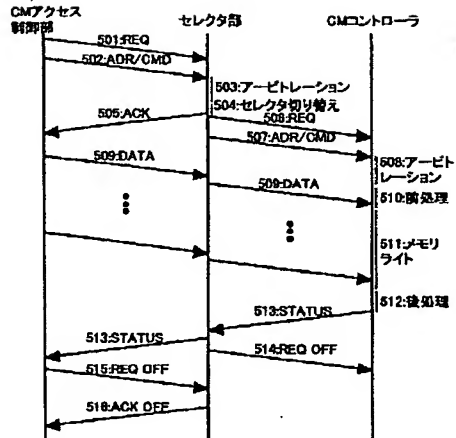 CMアクセス
制御部
セレクタ部
CMコントローラ
501:REQ
502:ADR/CMD
503:アービトレーション
504:セレクタ切り替え
505:ACK
506:REQ
507:ADR/CMD
508:アービト
レーション
509:DATA
509:DATA
510:前処理
511:メモリ
ライト
512:後処理
513:STATUS
513:STATUS
514:REQ OFF
515:REQ OFF
516:ACK OFF